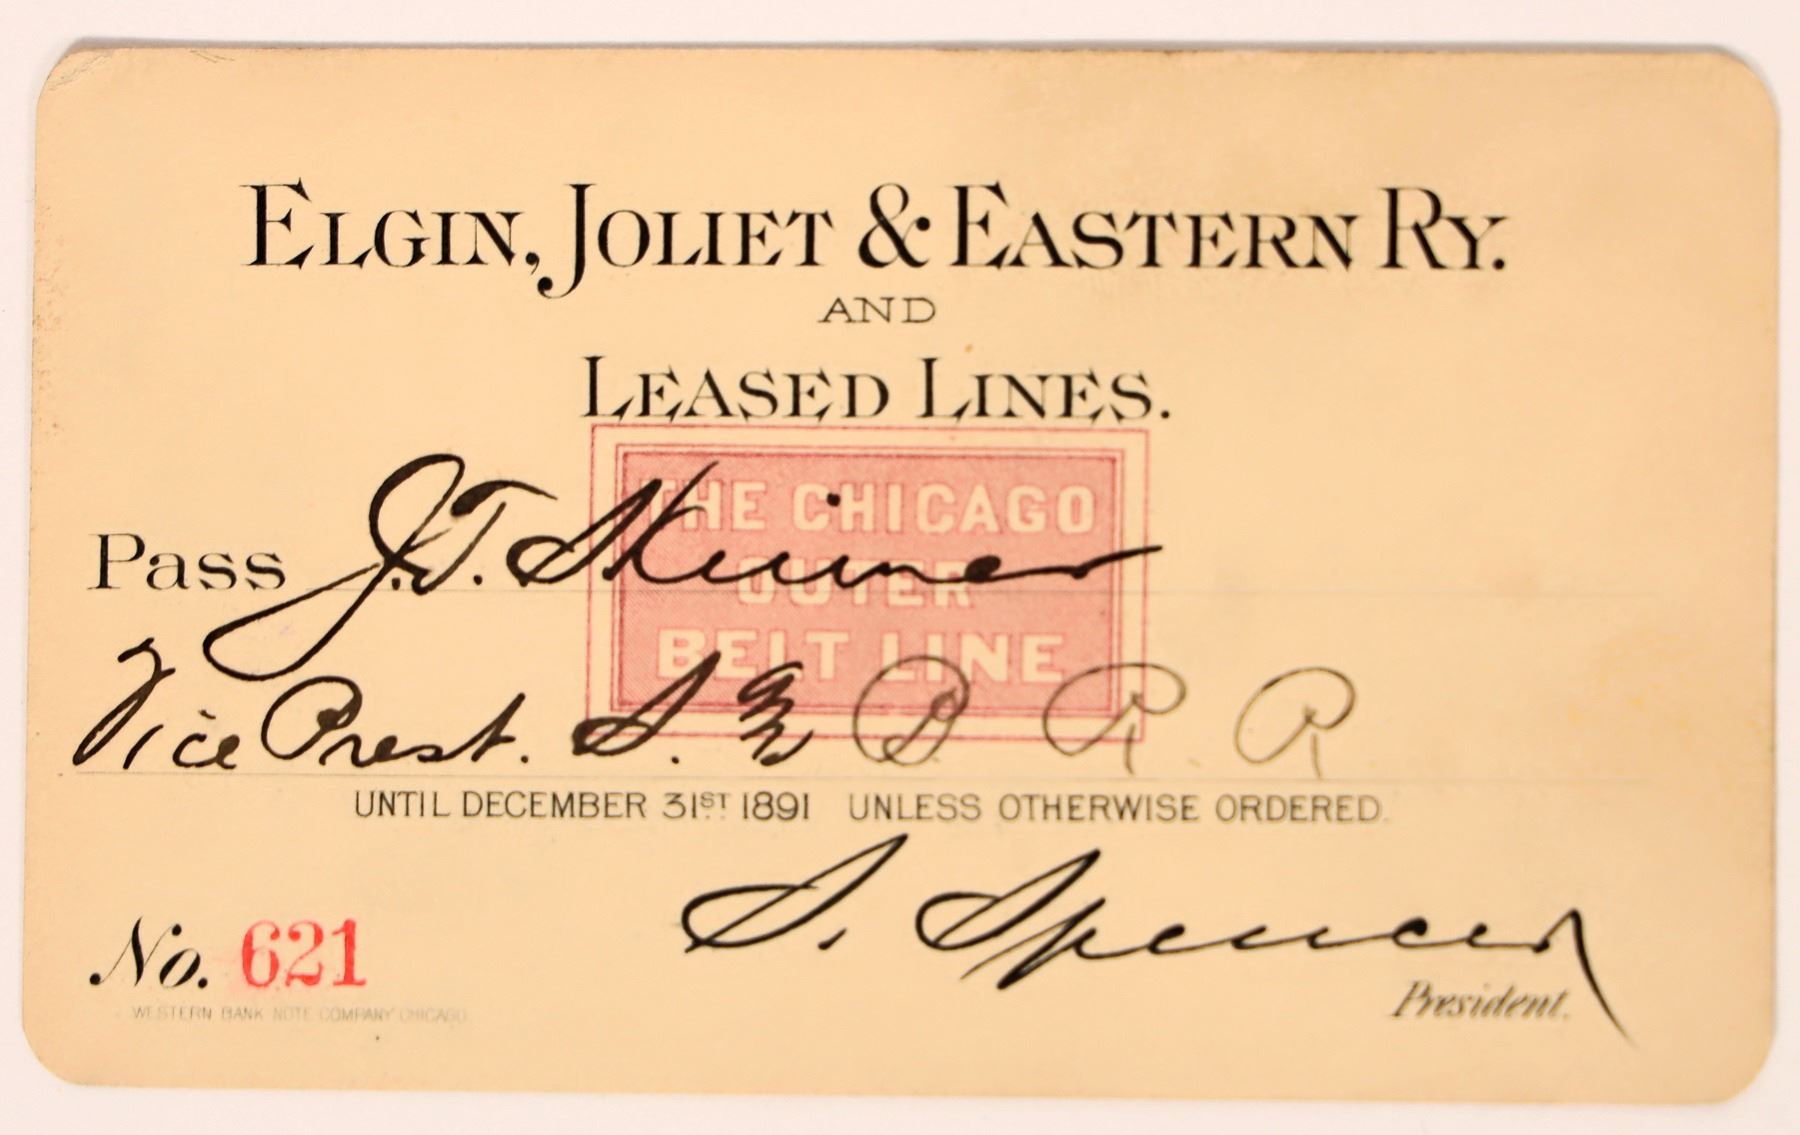 ELGIN, JOLIET & EASTERN RY.
AND
LEASED LINES.
THE CHICAGO
OUTER
BELT LINE
Pass J. T.
Vice Prest. S. B. R. R.
UNTIL DECEMBER 31ST 1891 UNLESS OTHERWISE ORDERED.
S. Spencer
President.
No. 621
WESTERN BANK NOTE COMPANY CHICAGO